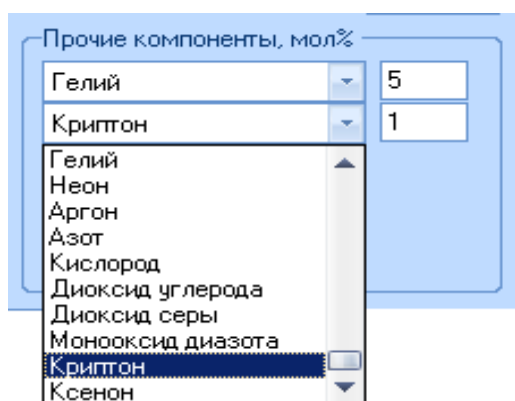 Прочие компоненты, мол%
Гелий 5
Криптон 1
Гелий
Неон
Аргон
Азот
Кислород
Диоксид углерода
Диоксид серы
Монооксид диазота
Криптон
Ксенон